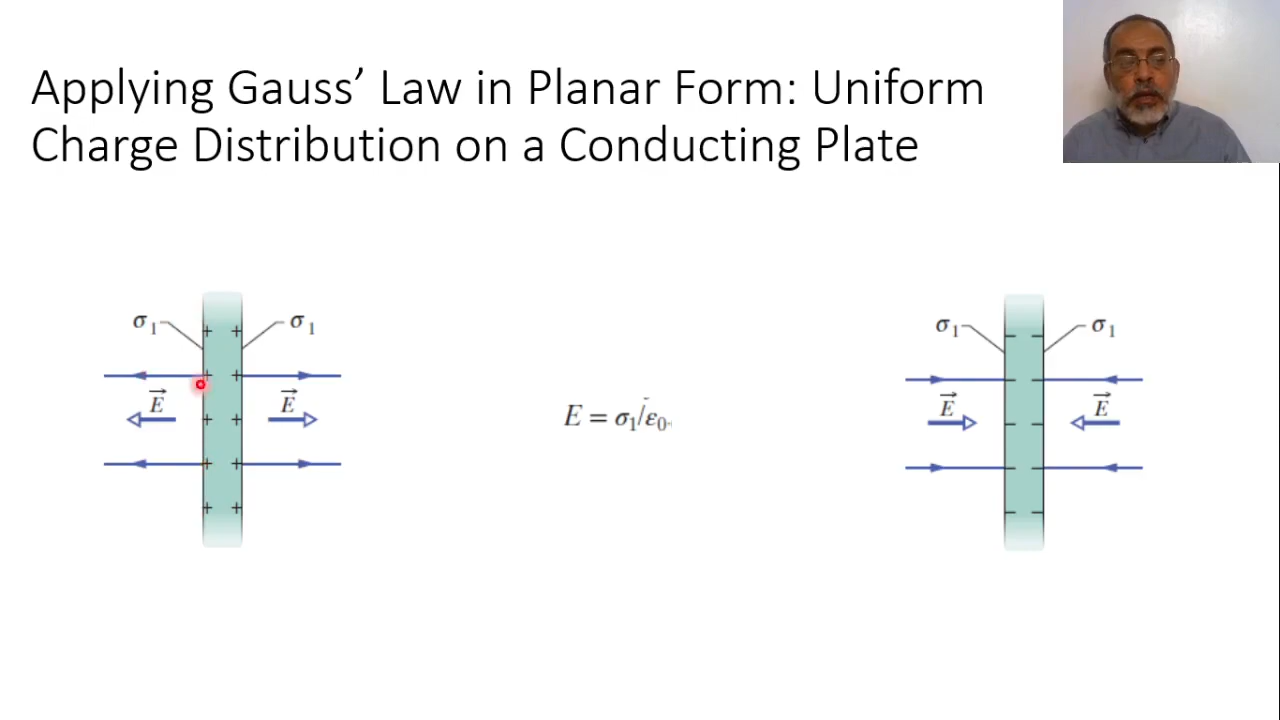 Applying Gauss’ Law in Planar Form: Uniform
Charge Distribution on a Conducting Plate
σ₁ σ₁
+ +
+ +
E⃗ E⃗
+ +
+ +
+ +
E = σ₁/ε₀.
σ₁ σ₁
− −
− −
E⃗ E⃗
− −
− −
− −